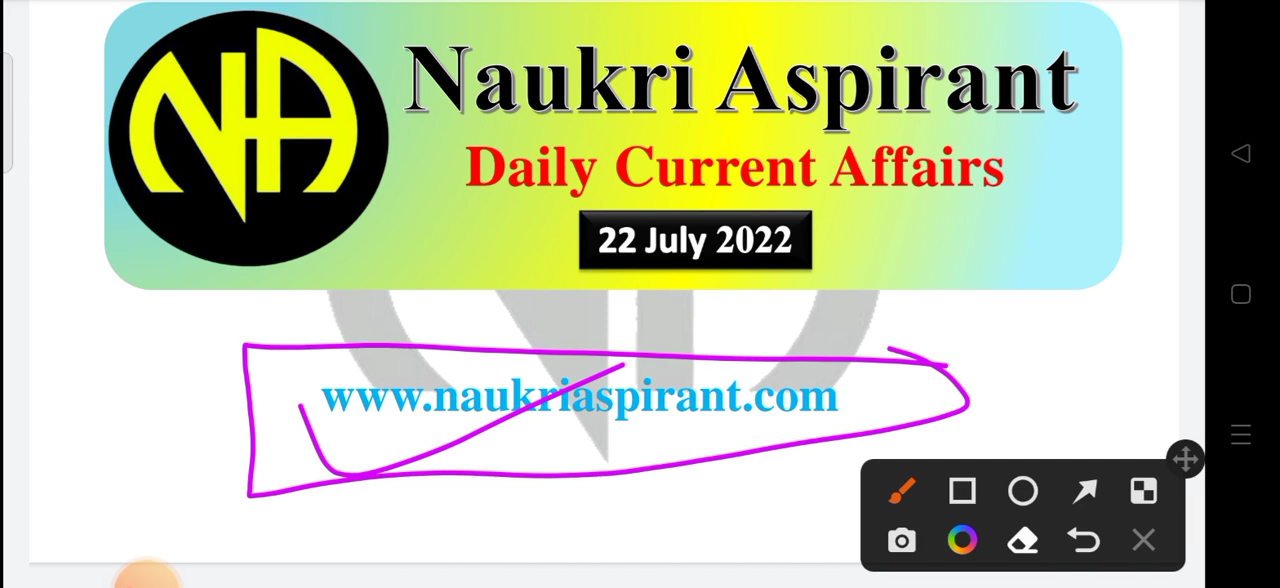 NA
Naukri Aspirant
Daily Current Affairs
22 July 2022
www.naukriaspirant.com